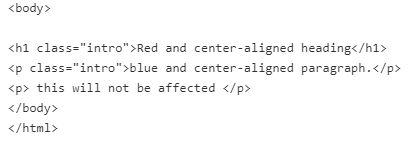 <body>
<h1 class="intro">Red and center-aligned heading</h1>
<p class="intro">blue and center-aligned paragraph.</p>
<p> this will not be affected </p>
</body>
</html>